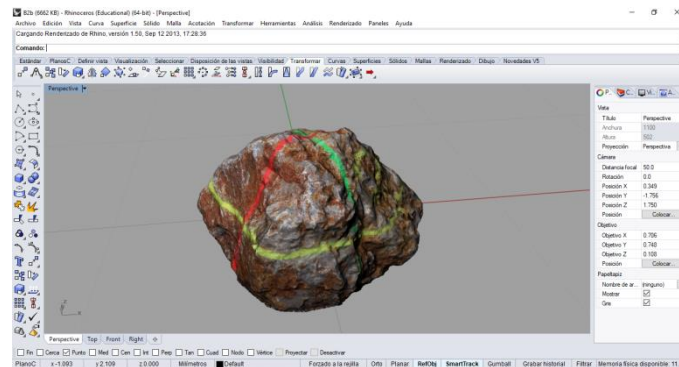 B2b (6662 KB) - Rhinoceros (Educational) (64-bit) - [Perspective]
Archivo Edición Vista Curva Superficie Sólido Malla Acotación Transformar Herramientas Análisis Renderizado Paneles Ayuda
Cargando Renderizado de Rhino, versión 1.50, Sep 12 2013, 17:28:36
Comando:
Estándar PlanosC Definir vista Visualización Seleccionar Disposición de las vistas Visibilidad Transformar Curvas Superficies Sólidos Mallas Renderizado Dibujo Novedades V5
Perspective
Vista
Título Perspective
Anchura 1100
Altura 502
Proyección Perspectiva
Cámara
Distancia focal 50.0
Rotación 0.0
Posición X 0.349
Posición Y -1.756
Posición Z 1.750
Posición Colocar...
Objetivo
Objetivo X 0.706
Objetivo Y 0.740
Objetivo Z 0.108
Posición Colocar...
Papeltapiz
Nombre de ar... (ninguno)
Mostrar
Gris
Perspective Top Front Right
Fin Cerca Punto Med Cen Int Perp Tan Cuad Nodo Vértice Proyectar Desactivar
PlanoC x -1.093 y 2.109 z 0.000 Milímetros Default Forzado a la rejilla Orto Planar RefObj SmartTrack Gumball Grabar historial Filtrar Memoria física disponible: 11